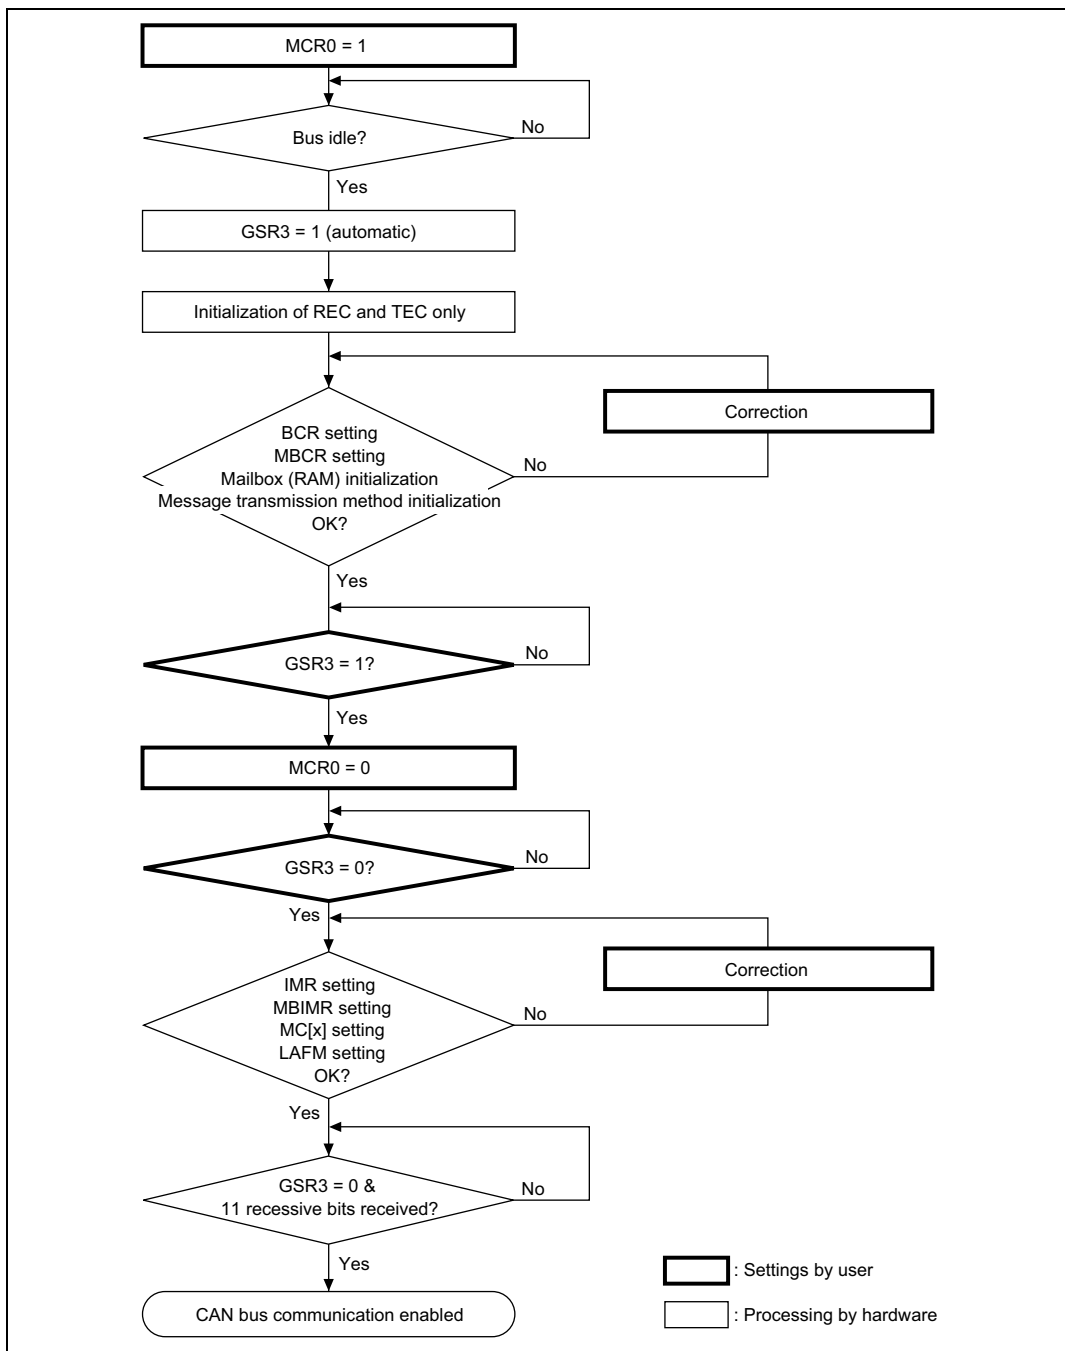 MCR0 = 1
Bus idle?
No
Yes
GSR3 = 1 (automatic)
Initialization of REC and TEC only
Correction
BCR setting
MBCR setting
Mailbox (RAM) initialization
Message transmission method initialization
OK?
No
Yes
GSR3 = 1?
No
Yes
MCR0 = 0
GSR3 = 0?
No
Yes
Correction
IMR setting
MBIMR setting
MC[x] setting
LAFM setting
OK?
No
Yes
GSR3 = 0 &
11 recessive bits received?
No
Yes
CAN bus communication enabled
: Settings by user
: Processing by hardware